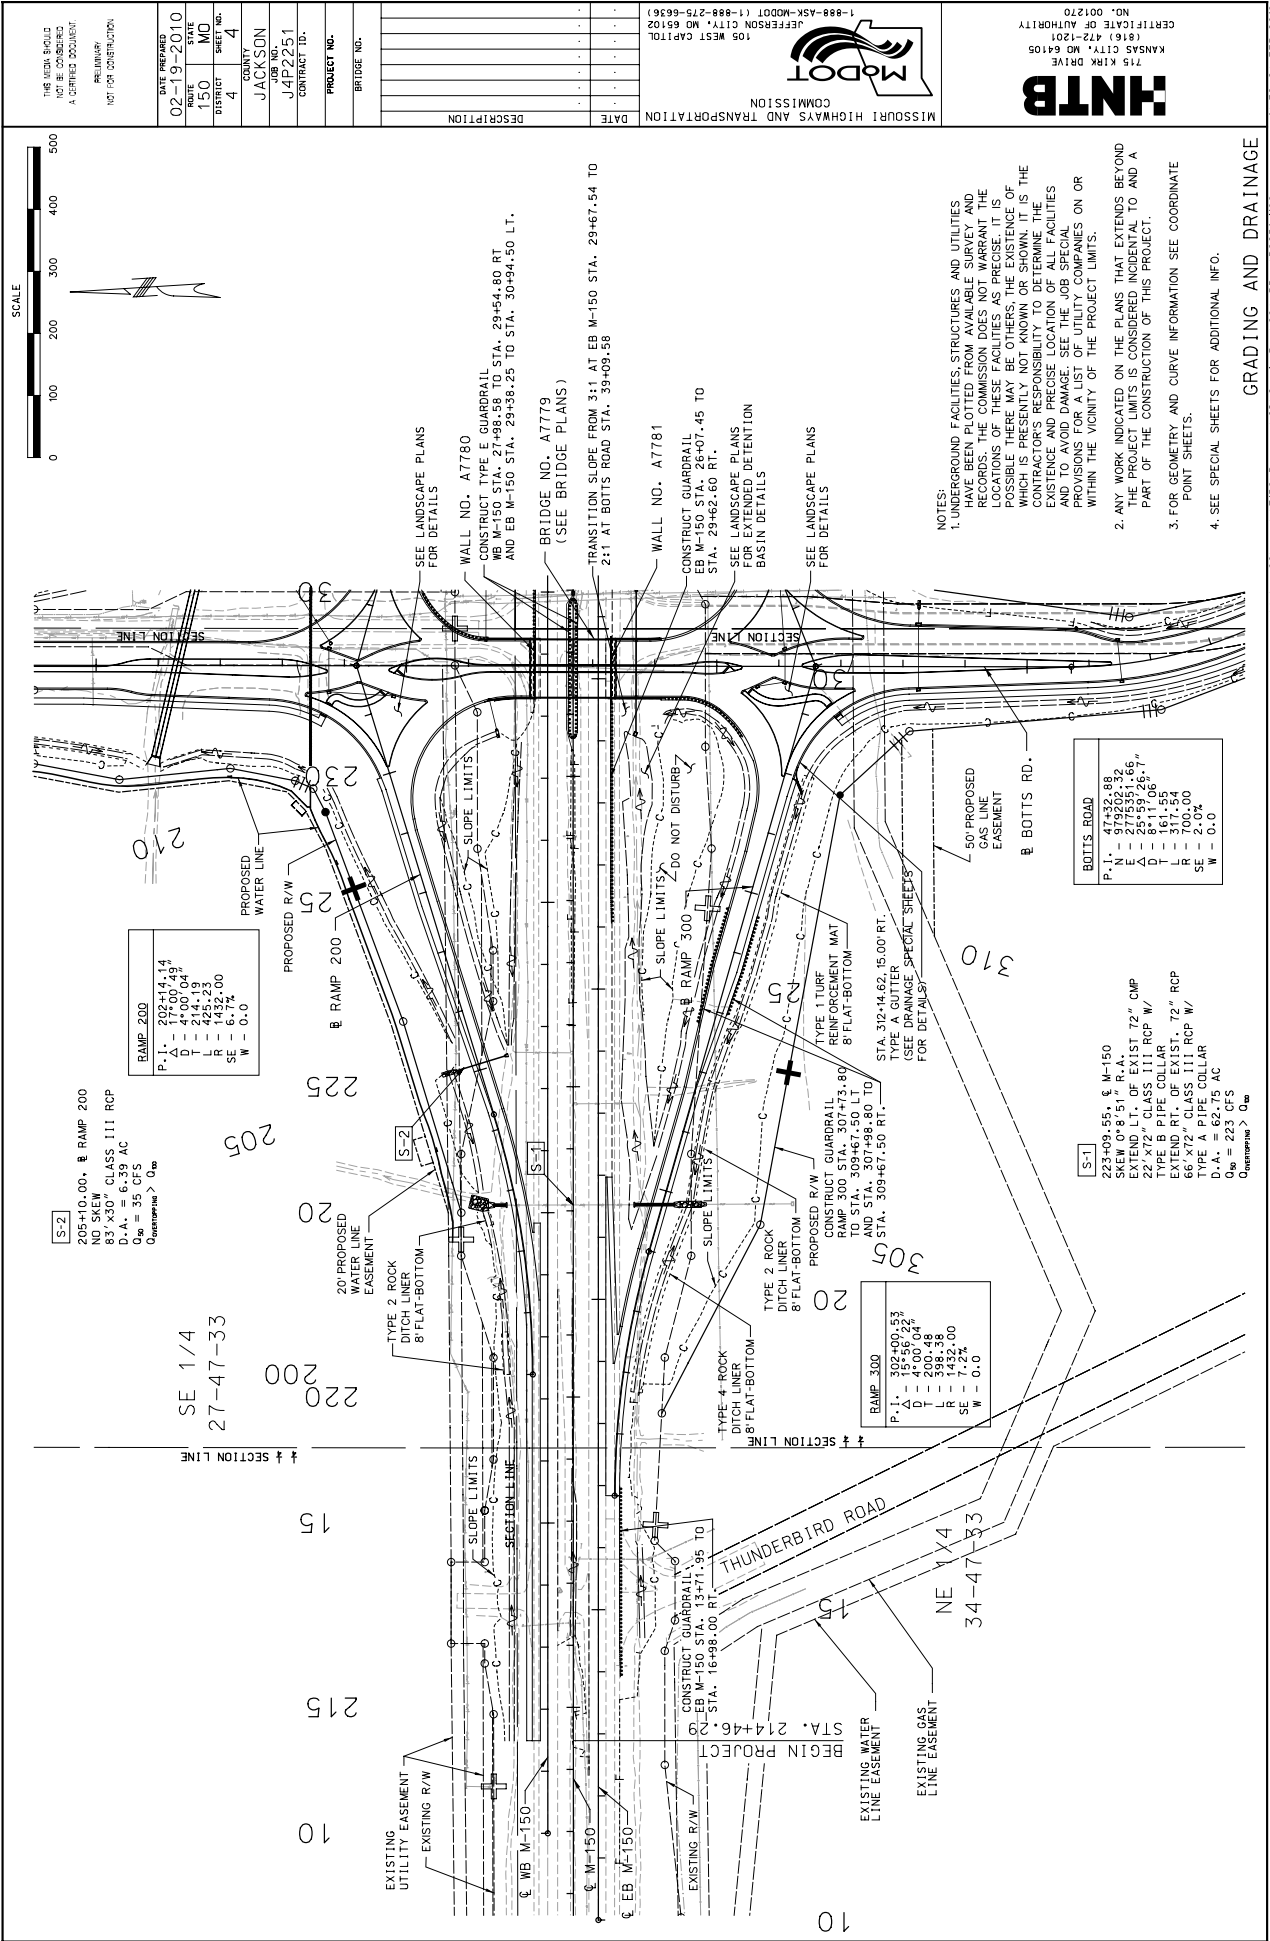 THIS MEDIA SHOULD
NOT BE CONSIDERED
A CERTIFIED DOCUMENT.
PRELIMINARY
NOT FOR CONSTRUCTION
DATE PREPARED
02-19-2010
ROUTE
150
STATE
MO
DISTRICT
4
SHEET NO.
4
COUNTY
JACKSON
JOB NO.
J4P2251
CONTRACT ID.
PROJECT NO.
BRIDGE NO.
DESCRIPTION
DATE
MISSOURI HIGHWAYS AND TRANSPORTATION
COMMISSION
MoDOT
105 WEST CAPITOL
JEFFERSON CITY, MO 65102
1-888-ASK-MODOT (1-888-275-6636)
HNTB
715 KIRK DRIVE
KANSAS CITY, MO 64105
(816) 472-1201
CERTIFICATE OF AUTHORITY
NO. 001270
SCALE
0 100 200 300 400 500
SEE LANDSCAPE PLANS
FOR DETAILS
WALL NO. A7780
CONSTRUCT TYPE E GUARDRAIL
WB M-150 STA. 27+98.58 TO STA. 29+54.80 RT
AND EB M-150 STA. 29+38.25 TO STA. 30+94.50 LT.
BRIDGE NO. A7779
(SEE BRIDGE PLANS)
TRANSITION SLOPE FROM 3:1 AT EB M-150 STA. 29+67.54 TO
2:1 AT BOTTS ROAD STA. 39+09.58
WALL NO. A7781
CONSTRUCT GUARDRAIL
EB M-150 STA. 26+07.45 TO
STA. 29+62.60 RT.
SEE LANDSCAPE PLANS
FOR EXTENDED DETENTION
BASIN DETAILS
SEE LANDSCAPE PLANS
FOR DETAILS
NOTES:
1. UNDERGROUND FACILITIES, STRUCTURES AND UTILITIES
HAVE BEEN PLOTTED FROM AVAILABLE SURVEY AND
RECORDS. THE COMMISSION DOES NOT WARRANT THE
LOCATIONS OF THESE FACILITIES AS PRECISE. IT IS
POSSIBLE THERE MAY BE OTHERS, THE EXISTENCE OF
WHICH IS PRESENTLY NOT KNOWN OR SHOWN. IT IS THE
CONTRACTOR'S RESPONSIBILITY TO DETERMINE THE
EXISTENCE AND PRECISE LOCATION OF ALL FACILITIES
AND TO AVOID DAMAGE. SEE THE JOB SPECIAL
PROVISIONS FOR A LIST OF UTILITY COMPANIES ON OR
WITHIN THE VICINITY OF THE PROJECT LIMITS.
2. ANY WORK INDICATED ON THE PLANS THAT EXTENDS BEYOND
THE PROJECT LIMITS IS CONSIDERED INCIDENTAL TO AND A
PART OF THE CONSTRUCTION OF THIS PROJECT.
3. FOR GEOMETRY AND CURVE INFORMATION SEE COORDINATE
POINT SHEETS.
4. SEE SPECIAL SHEETS FOR ADDITIONAL INFO.
GRADING AND DRAINAGE
SECTION LINE
SECTION LINE
30
30
230
210
25
PROPOSED
WATER LINE
PROPOSED R/W
SLOPE LIMITS
DO NOT DISTURB
SLOPE LIMITS
50' PROPOSED
GAS LINE
EASEMENT
℄ BOTTS RD.
BOTTS ROAD
P.I. 47+32.88
N - 979202.32
E - 2775351.66
Δ - 25°59'26.7"
D - 8°11'06"
T - 161.55
L - 317.54
R - 700.00
SE - 2.0%
W - 0.0
RAMP 200
P.I. 202+14.14
Δ - 17°00'49"
D - 4°00'04"
T - 214.19
L - 425.23
R - 1432.00
SE - 6.7%
W - 0.0
℄ RAMP 200
℄ RAMP 300
25
310
TYPE 1 TURF
REINFORCEMENT MAT
8' FLAT-BOTTOM
STA. 312+14.62, 15.00' RT.
TYPE A GUTTER
(SEE DRAINAGE SPECIAL SHEETS
FOR DETAILS)
S-2
205+10.00, ℄ RAMP 200
NO SKEW
83'x30" CLASS III RCP
D.A. = 6.39 AC
Q50 = 35 CFS
QOVERTOPPING > Q100
205
225
20
S-2
S-1
20' PROPOSED
WATER LINE
EASEMENT
TYPE 2 ROCK
DITCH LINER
8' FLAT-BOTTOM
SLOPE LIMITS
TYPE 2 ROCK
DITCH LINER
8' FLAT-BOTTOM
PROPOSED R/W
CONSTRUCT GUARDRAIL
RAMP 300 STA. 307+73.80
TO STA. 309+67.50 LT
AND STA. 307+98.80 TO
STA. 309+67.50 RT.
305
20
S-1
223+09.55, ℄ M-150
SKEW 0°8'51" R.A.
EXTEND LT. OF EXIST 72" CMP
22'x72" CLASS III RCP W/
TYPE B PIPE COLLAR
EXTEND RT. OF EXIST. 72" RCP
66'x72" CLASS III RCP W/
TYPE A PIPE COLLAR
D.A. = 62.75 AC
Q50 = 223 CFS
QOVERTOPPING > Q100
SE 1/4
27-47-33
200
220
TYPE 4 ROCK
DITCH LINER
8' FLAT-BOTTOM
RAMP 300
P.I. 302+00.53
Δ - 15°56'22"
D - 4°00'04"
T - 200.48
L - 398.38
R - 1432.00
SE - 7.2%
W - 0.0
SECTION LINE
SECTION LINE
15
SLOPE LIMITS
SECTION LINE
THUNDERBIRD ROAD
NE 1/4
34-47-33
15
CONSTRUCT GUARDRAIL
EB M-150 STA. 13+71.95 TO
STA. 16+98.00 RT.
215
BEGIN PROJECT
STA. 214+46.29
10
EXISTING
UTILITY EASEMENT
EXISTING R/W
℄ WB M-150
℄ M-150
℄ EB M-150
EXISTING R/W
EXISTING WATER
LINE EASEMENT
EXISTING GAS
LINE EASEMENT
10